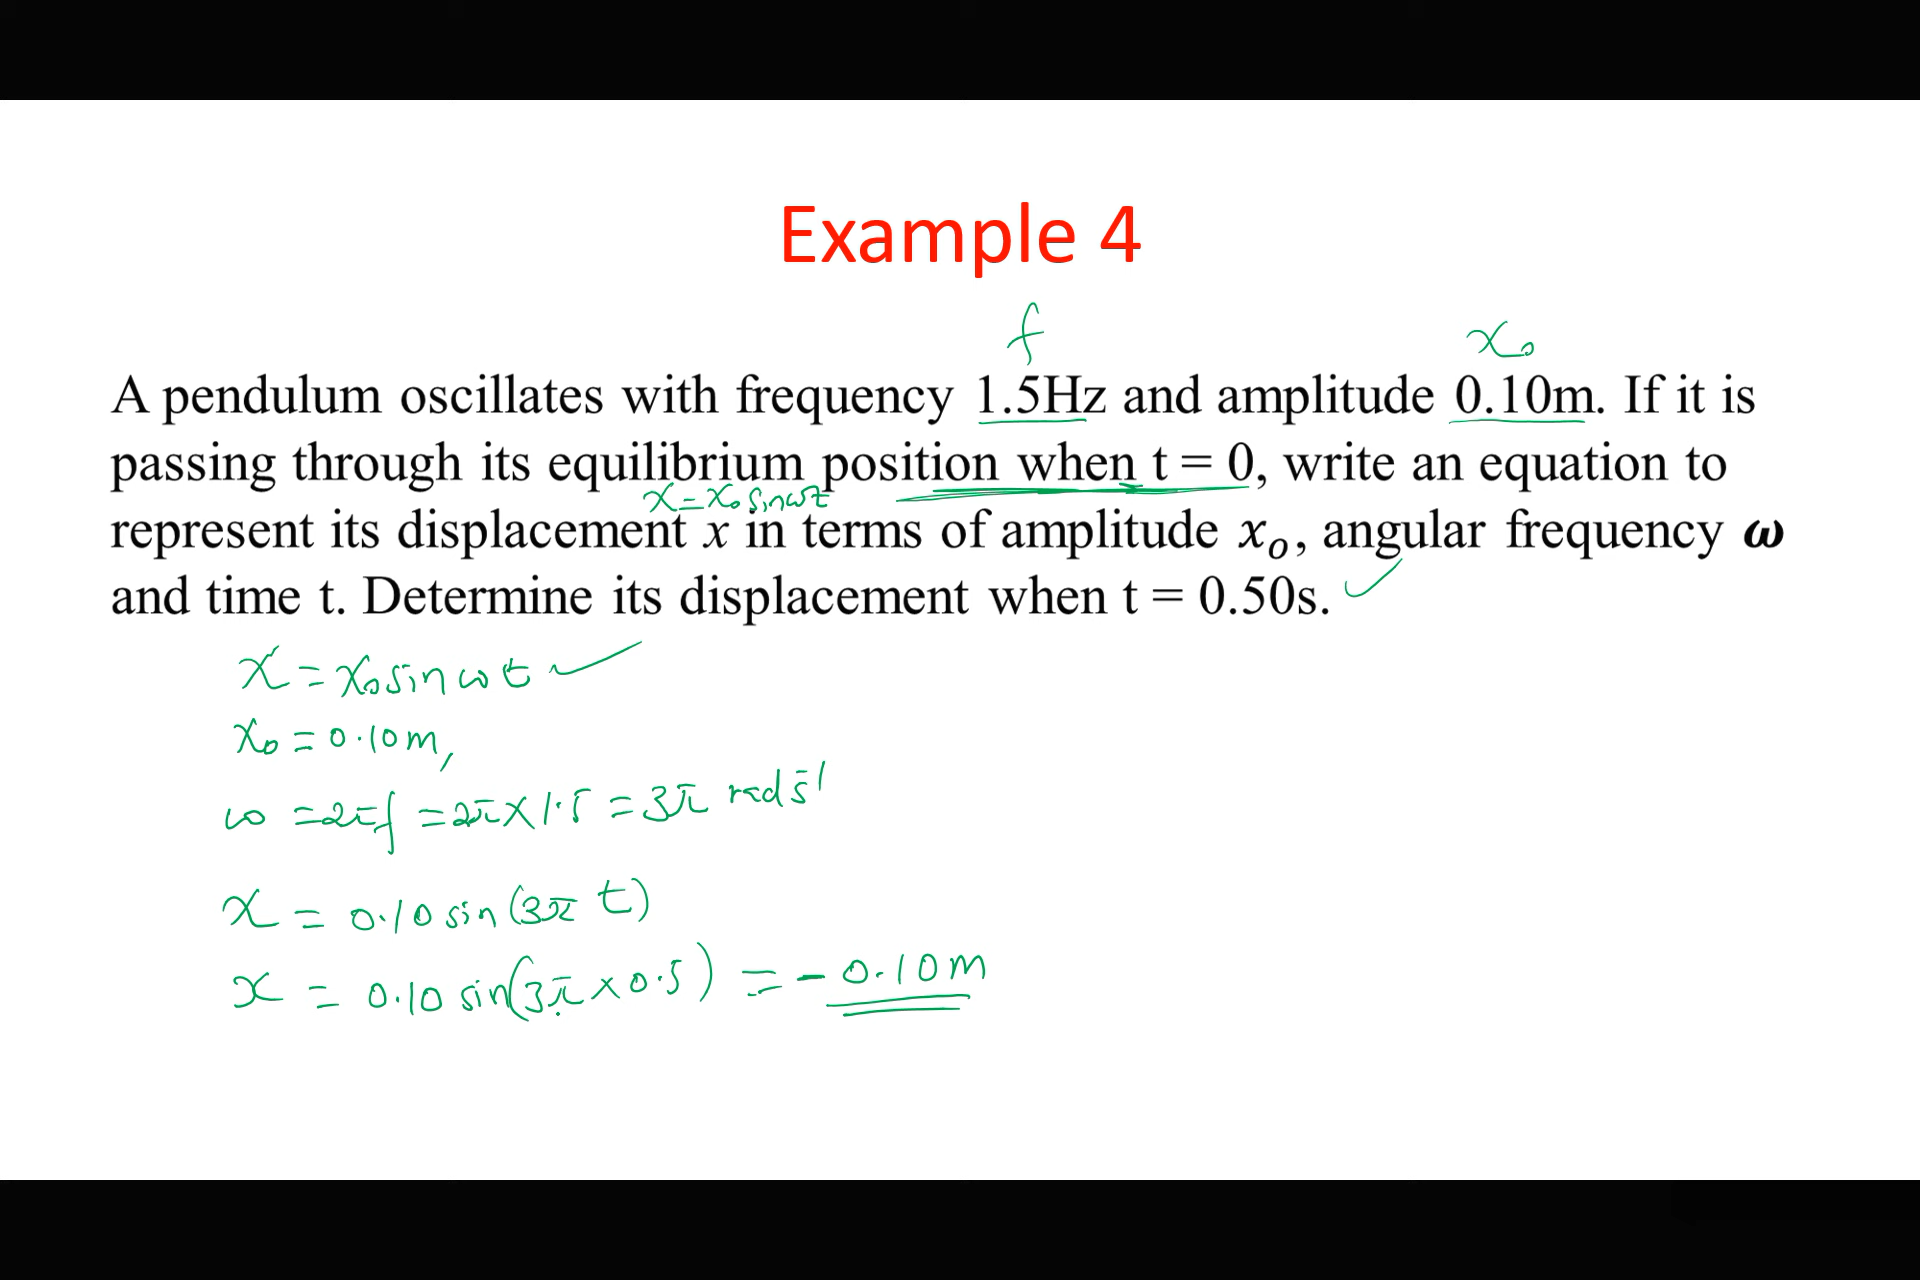 Example 4
f
x₀
A pendulum oscillates with frequency 1.5Hz and amplitude 0.10m. If it is
passing through its equilibrium position when t = 0, write an equation to
x = x₀ sin ωt
represent its displacement x in terms of amplitude xₒ, angular frequency ω
and time t. Determine its displacement when t = 0.50s.
x = x₀ sin ωt
x₀ = 0.10m,
ω = 2πf = 2π×1.5 = 3π rad s⁻¹
x = 0.10 sin (3π t)
x = 0.10 sin(3π × 0.5) = - 0.10m